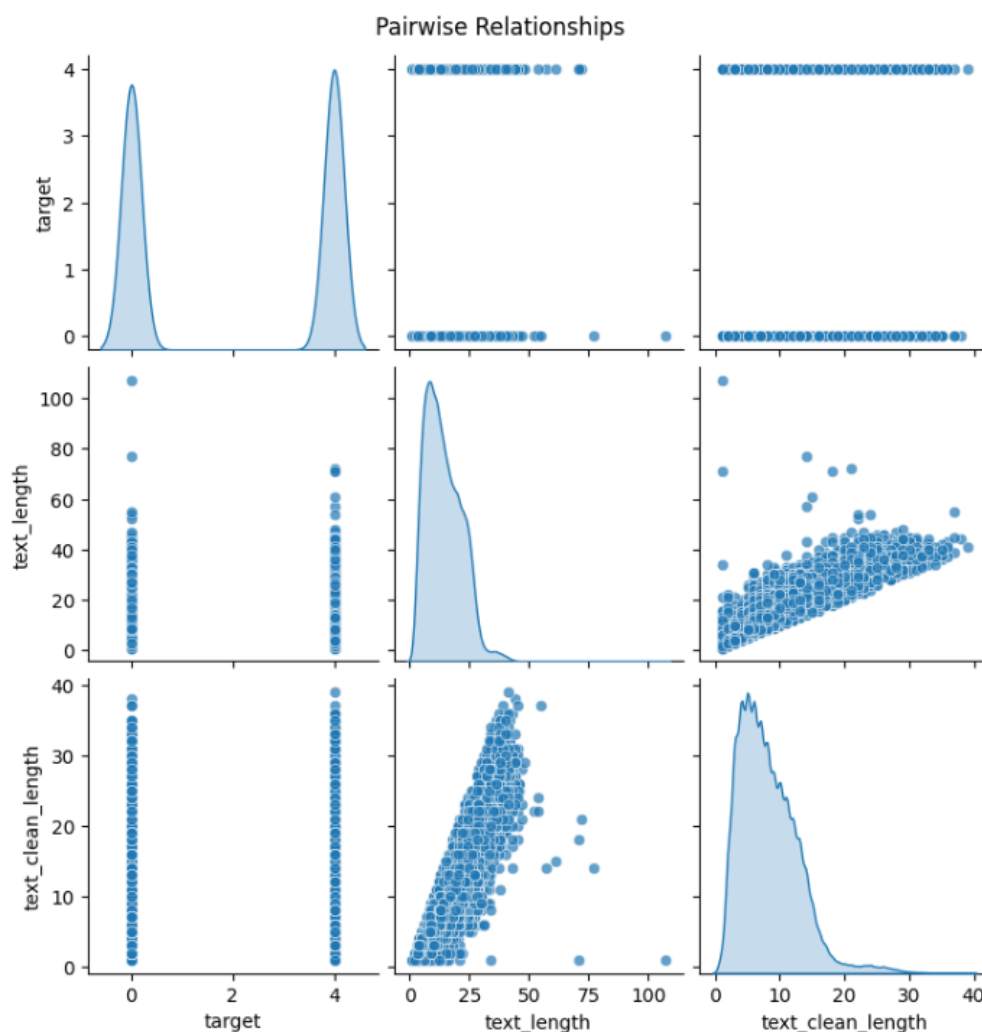 Pairwise Relationships
4
3
2
1
0
target
100
80
60
40
20
0
text_length
40
30
20
10
0
text_clean_length
0 2 4
target
0 25 50 75 100
text_length
0 10 20 30 40
text_clean_length